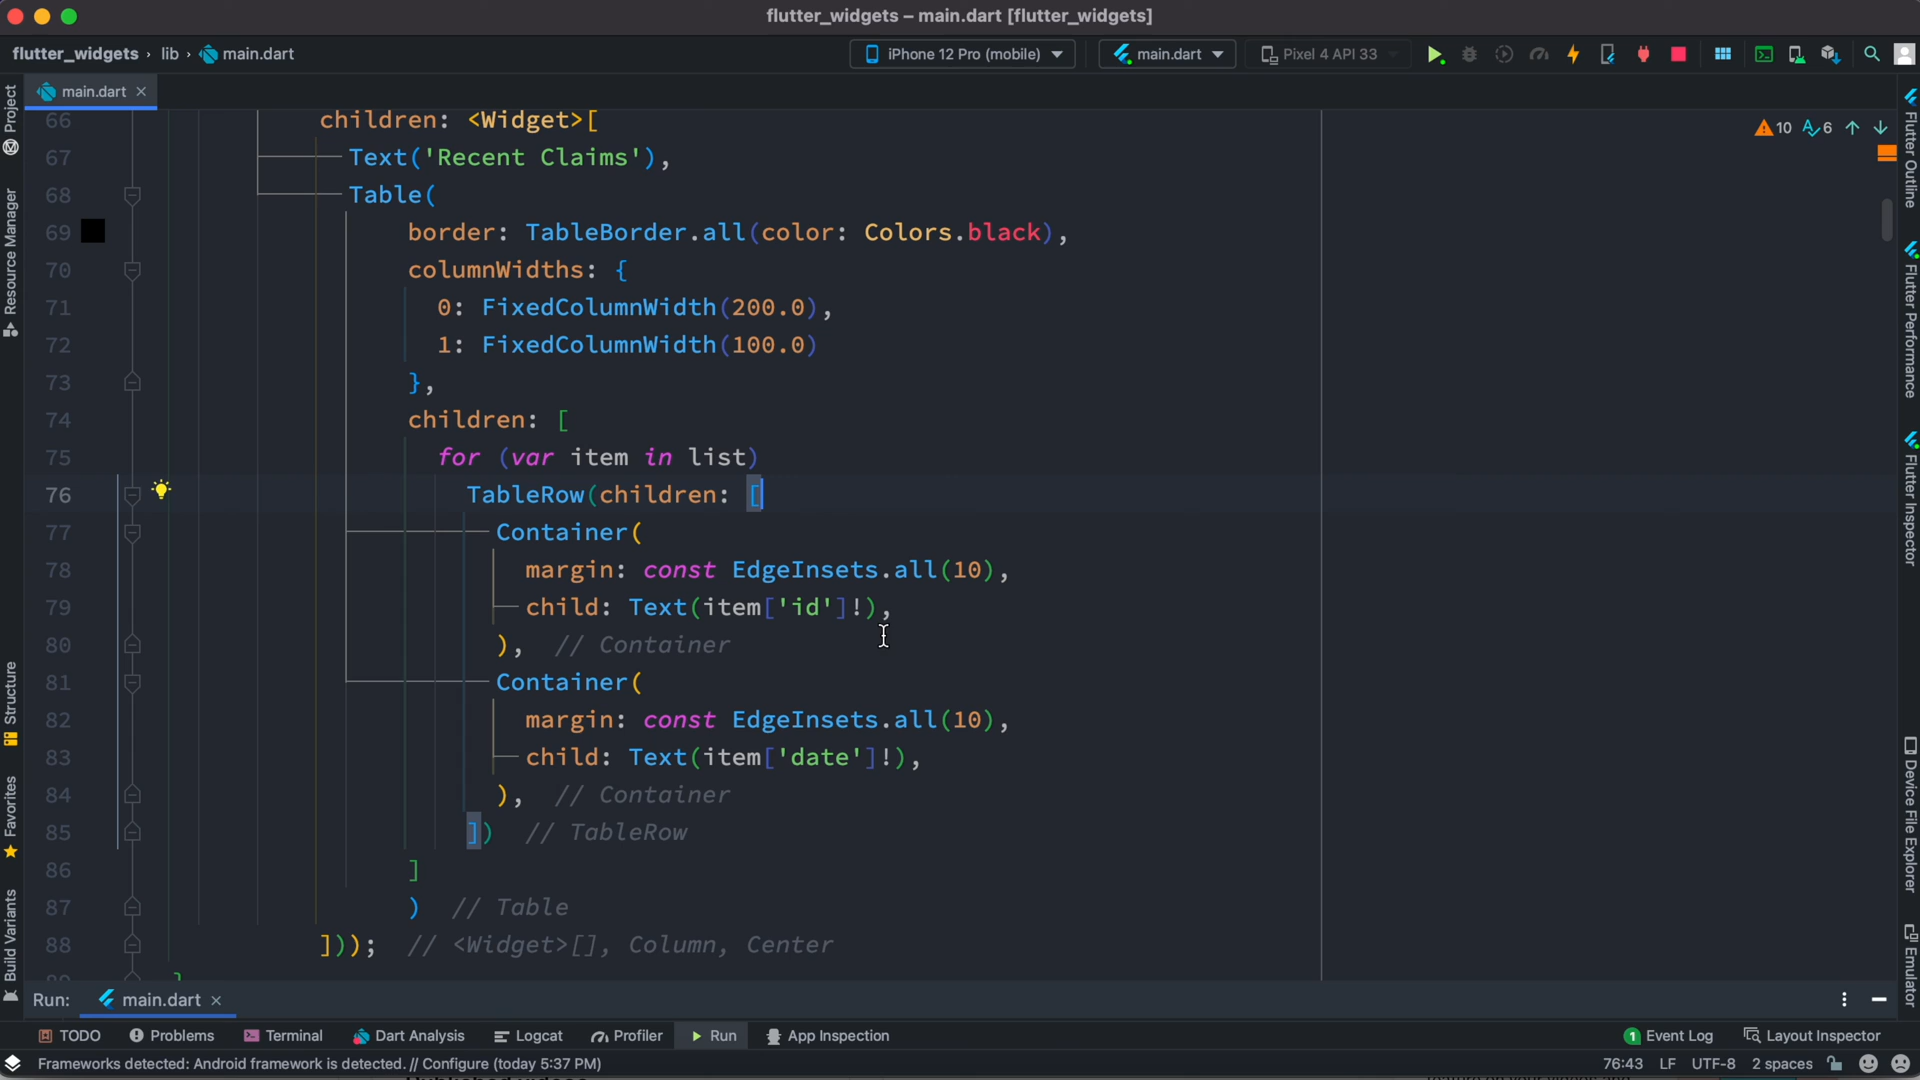 flutter_widgets – main.dart [flutter_widgets]
flutter_widgets › lib › main.dart
iPhone 12 Pro (mobile)
main.dart
Pixel 4 API 33
main.dart
10
6
66 children: <Widget>[
67 Text('Recent Claims'),
68 Table(
69 border: TableBorder.all(color: Colors.black),
70 columnWidths: {
71 0: FixedColumnWidth(200.0),
72 1: FixedColumnWidth(100.0)
73 },
74 children: [
75 for (var item in list)
76 TableRow(children: [
77 Container(
78 margin: const EdgeInsets.all(10),
79 child: Text(item['id']!),
80 ), // Container
81 Container(
82 margin: const EdgeInsets.all(10),
83 child: Text(item['date']!),
84 ), // Container
85 ]) // TableRow
86 ]
87 ) // Table
88 ])); // <Widget>[], Column, Center
Project
Resource Manager
Structure
Favorites
Build Variants
Flutter Outline
Flutter Performance
Flutter Inspector
Device File Explorer
Emulator
Run: main.dart
TODO
Problems
Terminal
Dart Analysis
Logcat
Profiler
Run
App Inspection
1 Event Log
Layout Inspector
Frameworks detected: Android framework is detected. // Configure (today 5:37 PM)
76:43 LF UTF-8 2 spaces